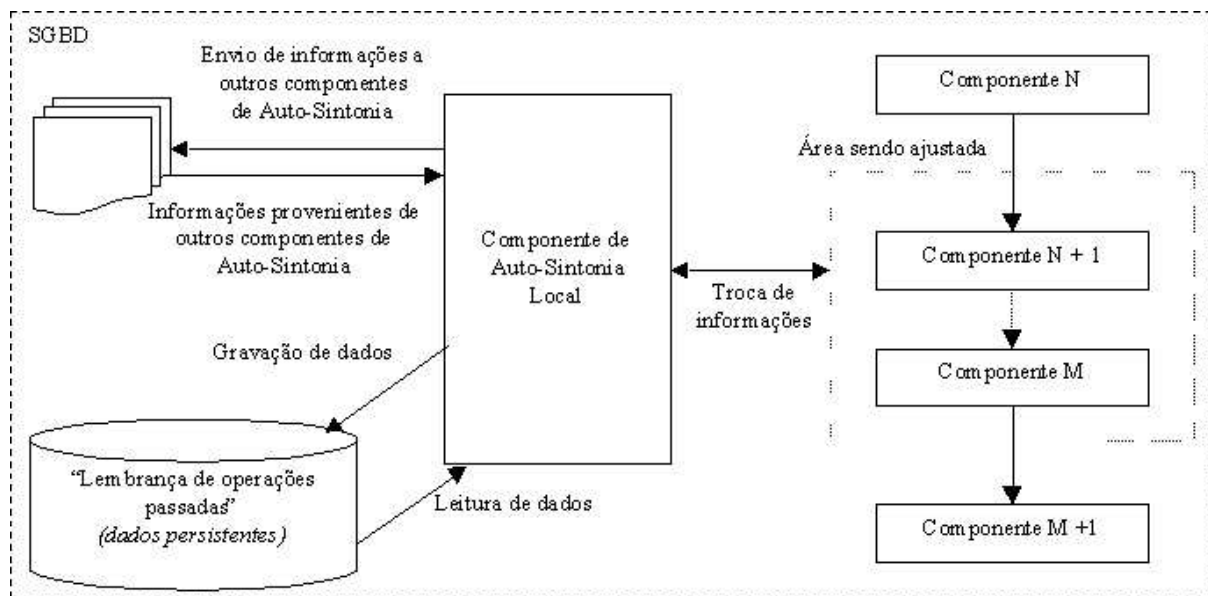 SGBD
Envio de informações a
outros componentes
de Auto-Sintonia
Informações provenientes de
outros componentes de
Auto-Sintonia
Componente de
Auto-Sintonia
Local
Gravação de dados
"Lembrança de operações
passadas"
(dados persistentes)
Leitura de dados
Troca de
informações
Componente N
Área sendo ajustada
Componente N + 1
Componente M
Componente M +1